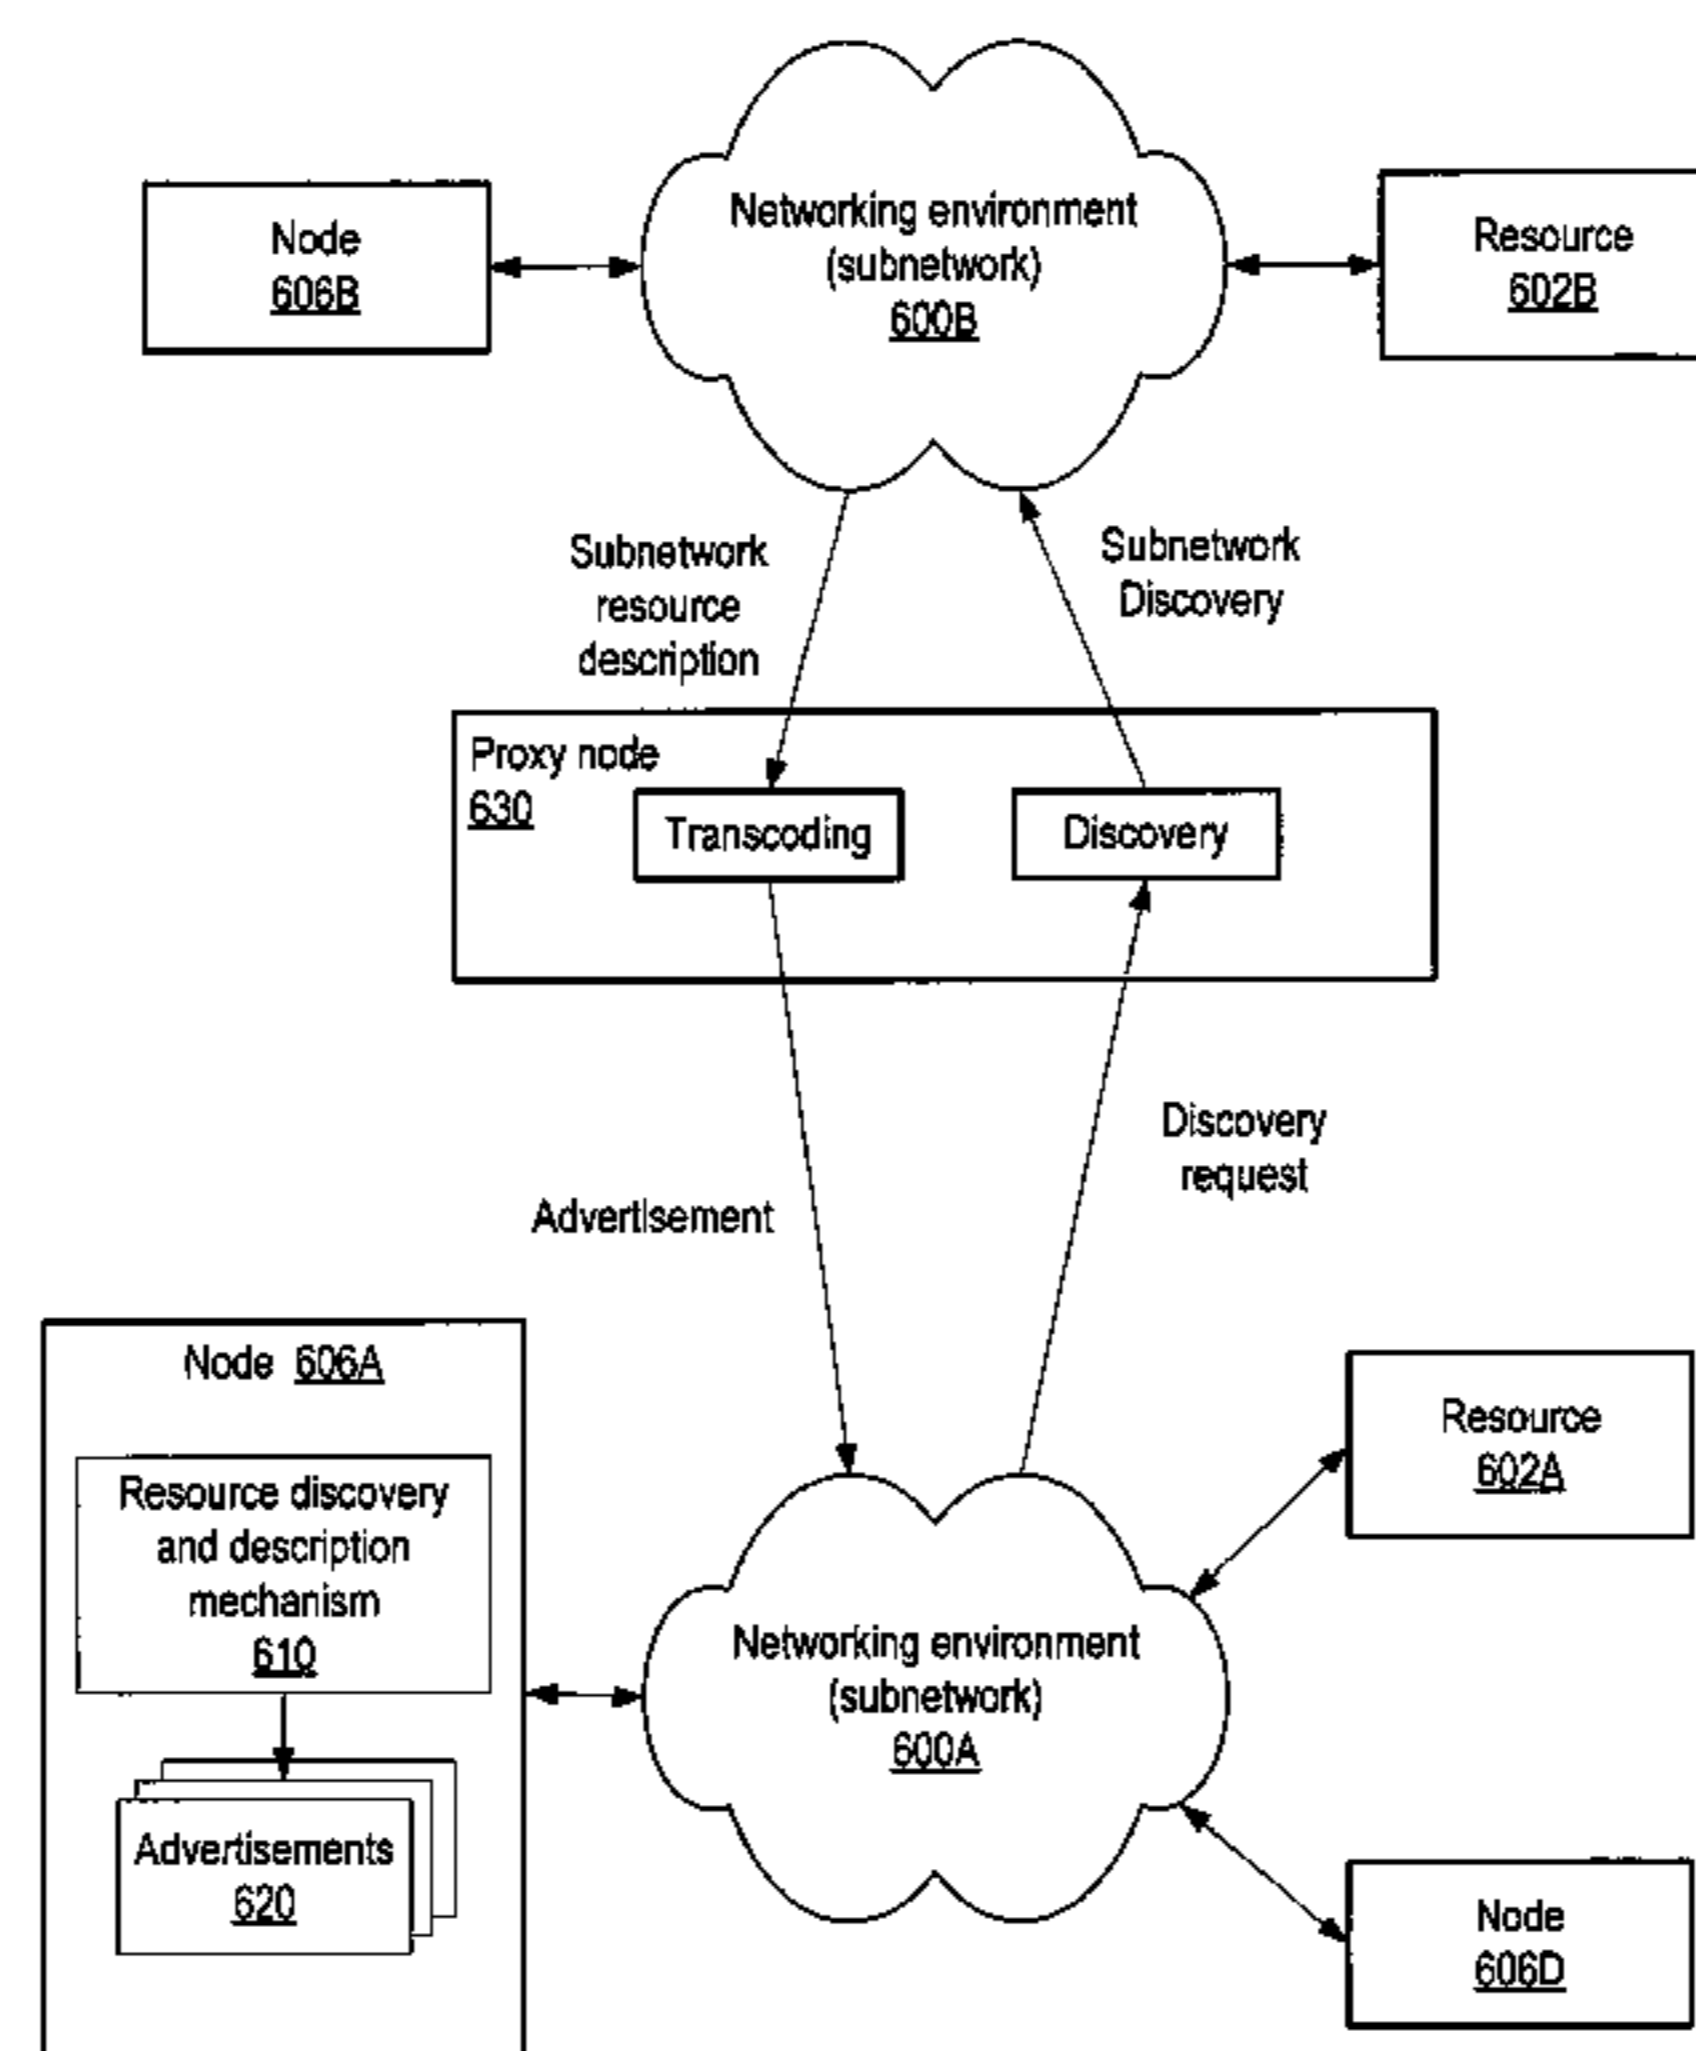 Networking environment
(subnetwork)
600B
Node
606B
Resource
602B
Subnetwork
resource
description
Subnetwork
Discovery
Proxy node
630
Transcoding
Discovery
Advertisement
Discovery
request
Node 606A
Resource discovery
and description
mechanism
610
Advertisements
620
Networking environment
(subnetwork)
600A
Resource
602A
Node
606D